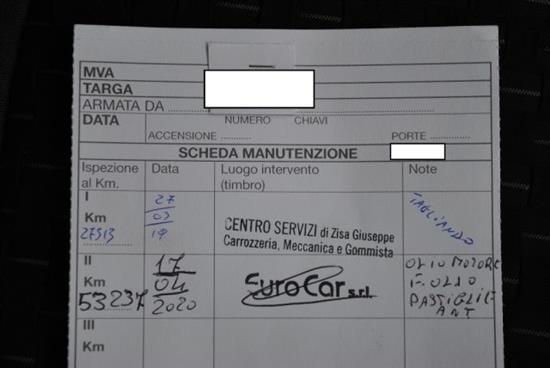 MVA
TARGA
ARMATA DA
DATA NUMERO CHIAVI
ACCENSIONE PORTE
SCHEDA MANUTENZIONE
Ispezione al Km. Data Luogo intervento (timbro) Note
I
Km
27513
27
03
19
CENTRO SERVIZI di Zisa Giuseppe
Carrozzeria, Meccanica e Gommista
TAGLIANDO
II
Km
53237
17
04
2020
EuroCar s.r.l.
OLIO MOTORE
F. OLIO
PASTIGLIE
ANT
III
Km